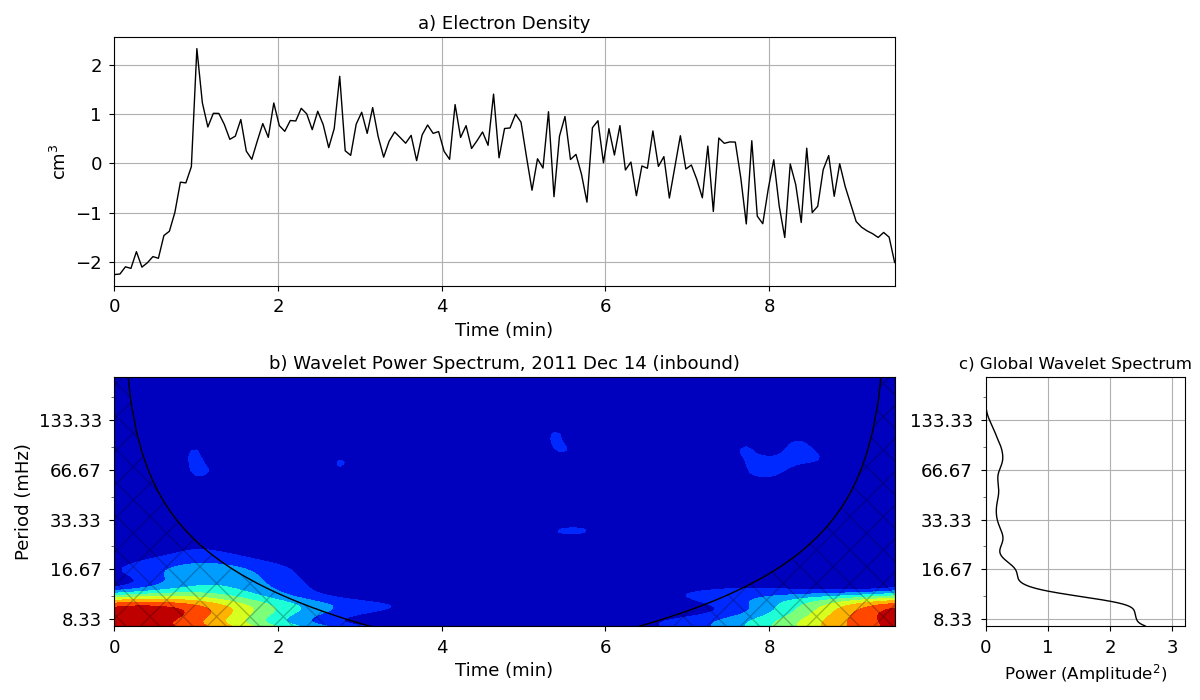 a) Electron Density
cm³
2
1
0
−1
−2
0 2 4 6 8
Time (min)
b) Wavelet Power Spectrum, 2011 Dec 14 (inbound)
Period (mHz)
133.33
66.67
33.33
16.67
8.33
0 2 4 6 8
Time (min)
c) Global Wavelet Spectrum
133.33
66.67
33.33
16.67
8.33
0 1 2 3
Power (Amplitude²)